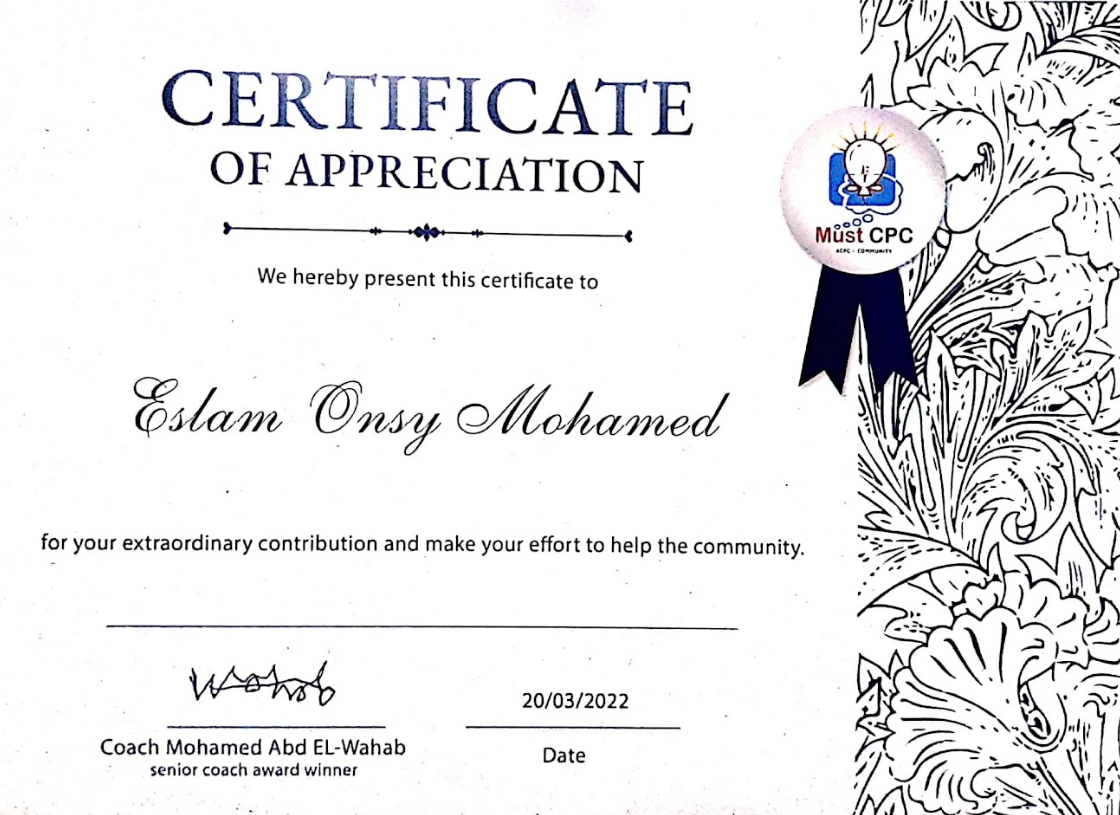 CERTIFICATE
OF APPRECIATION
We hereby present this certificate to
Eslam Onsy Mohamed
for your extraordinary contribution and make your effort to help the community.
Wahab
20/03/2022
Coach Mohamed Abd EL-Wahab
senior coach award winner
Date
Must CPC
ACPC - COMMUNITY